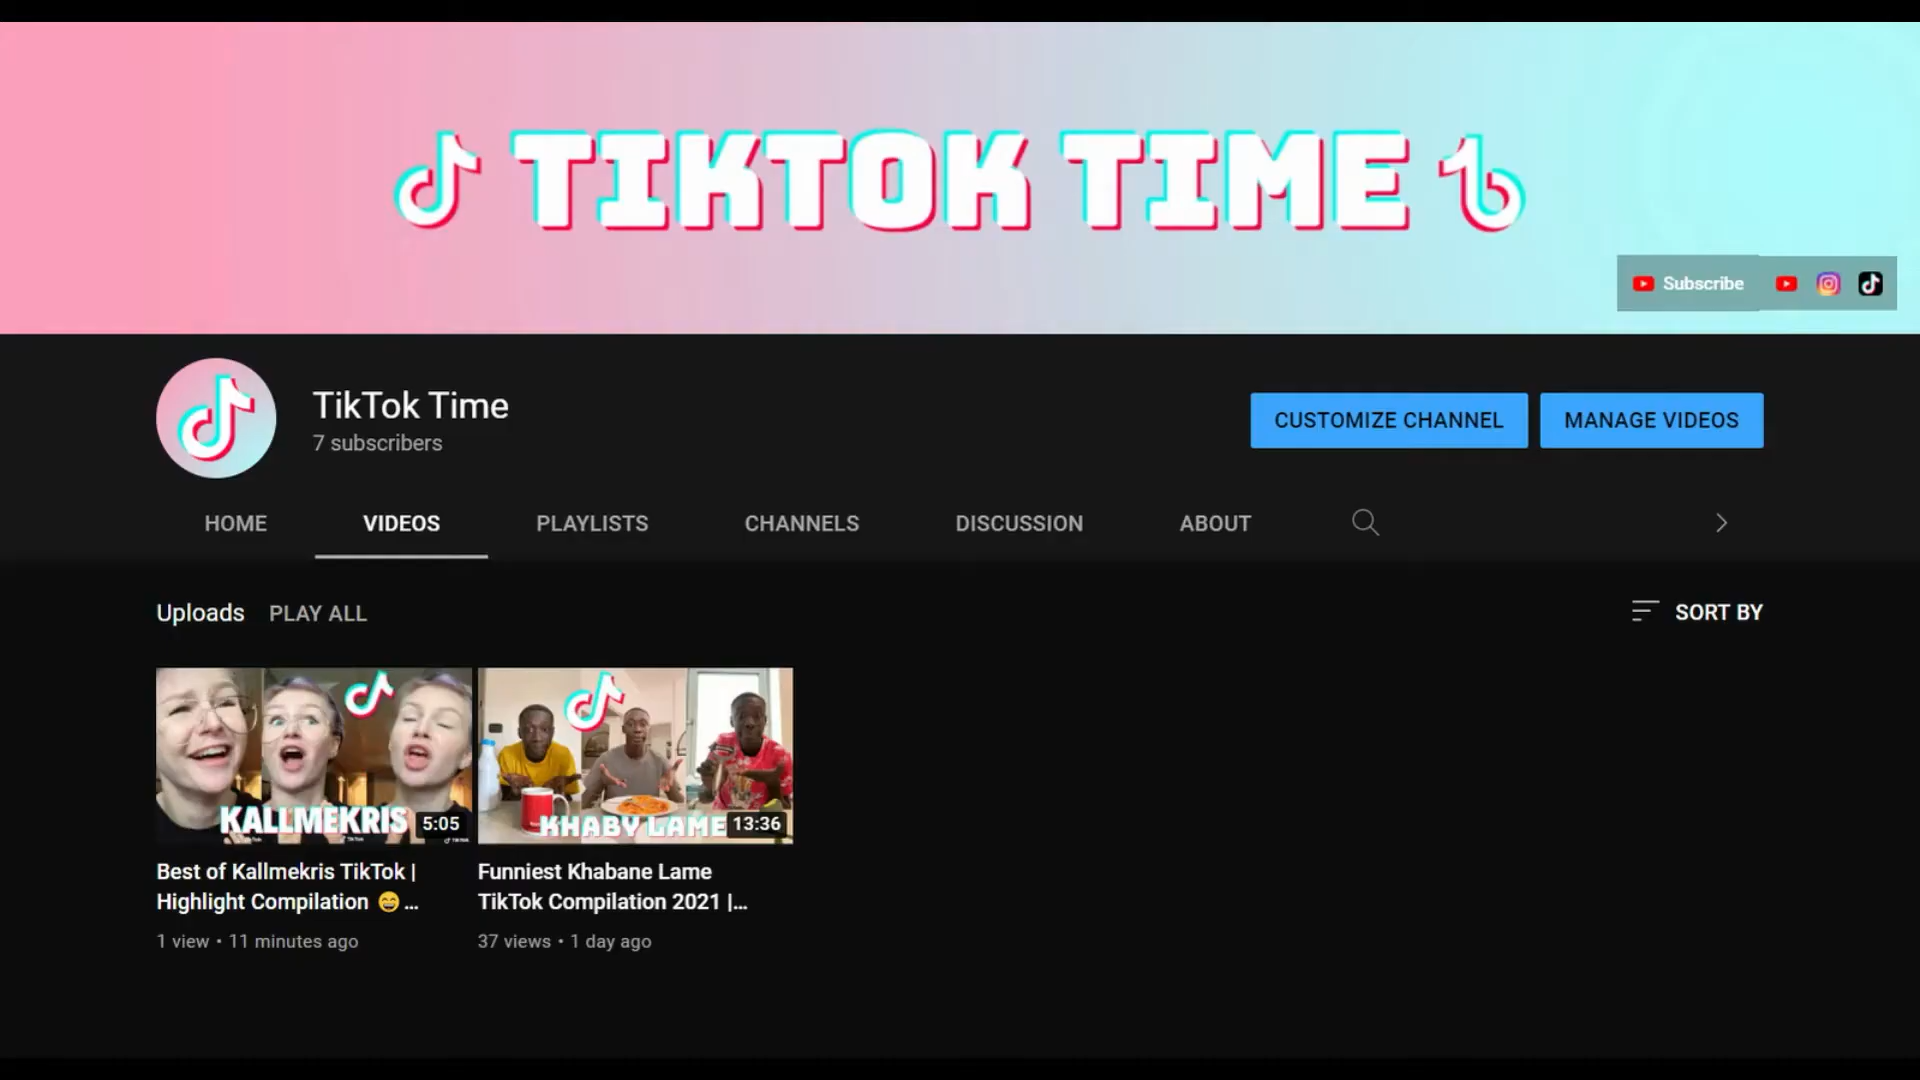 TIKTOK TIME
Subscribe
TikTok Time
7 subscribers
CUSTOMIZE CHANNEL
MANAGE VIDEOS
HOME
VIDEOS
PLAYLISTS
CHANNELS
DISCUSSION
ABOUT
Uploads
PLAY ALL
SORT BY
KALLMEKRIS
5:05
KHABY LAME
13:36
Best of Kallmekris TikTok |
Highlight Compilation 😄 ...
1 view • 11 minutes ago
Funniest Khabane Lame
TikTok Compilation 2021 |...
37 views • 1 day ago